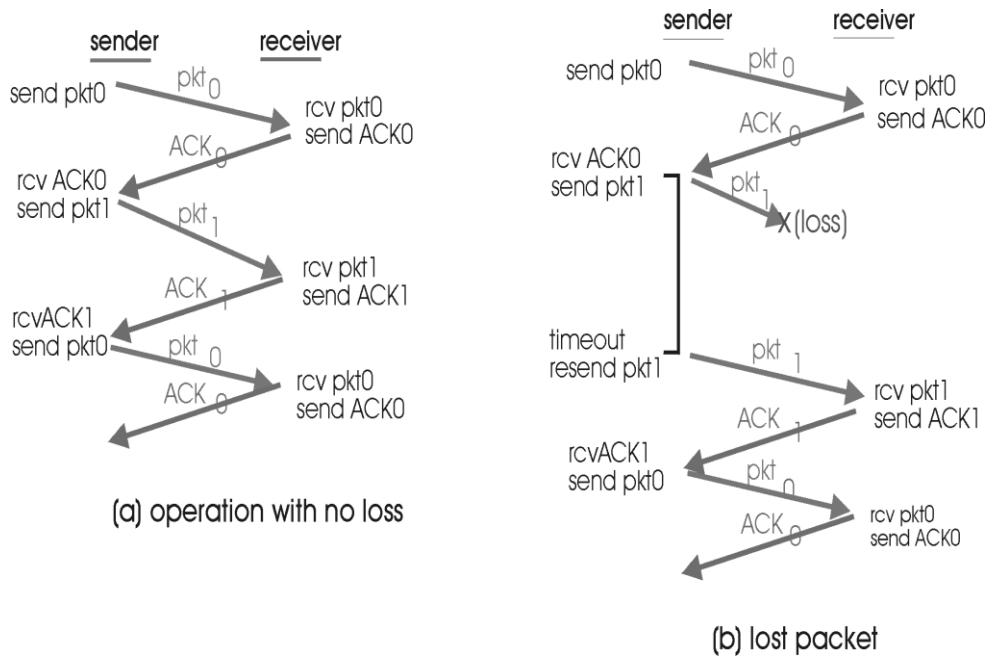 sender
receiver
send pkt0
pkt 0
rcv pkt0
send ACK0
ACK 0
rcv ACK0
send pkt1
pkt 1
rcv pkt1
send ACK1
ACK 1
rcvACK1
send pkt0
pkt 0
rcv pkt0
send ACK0
ACK 0
(a) operation with no loss
sender
receiver
send pkt0
pkt 0
rcv pkt0
send ACK0
ACK 0
rcv ACK0
send pkt1
pkt 1
X (loss)
timeout
resend pkt1
pkt 1
rcv pkt1
send ACK1
ACK 1
rcvACK1
send pkt0
pkt 0
rcv pkt0
send ACK0
ACK 0
(b) lost packet